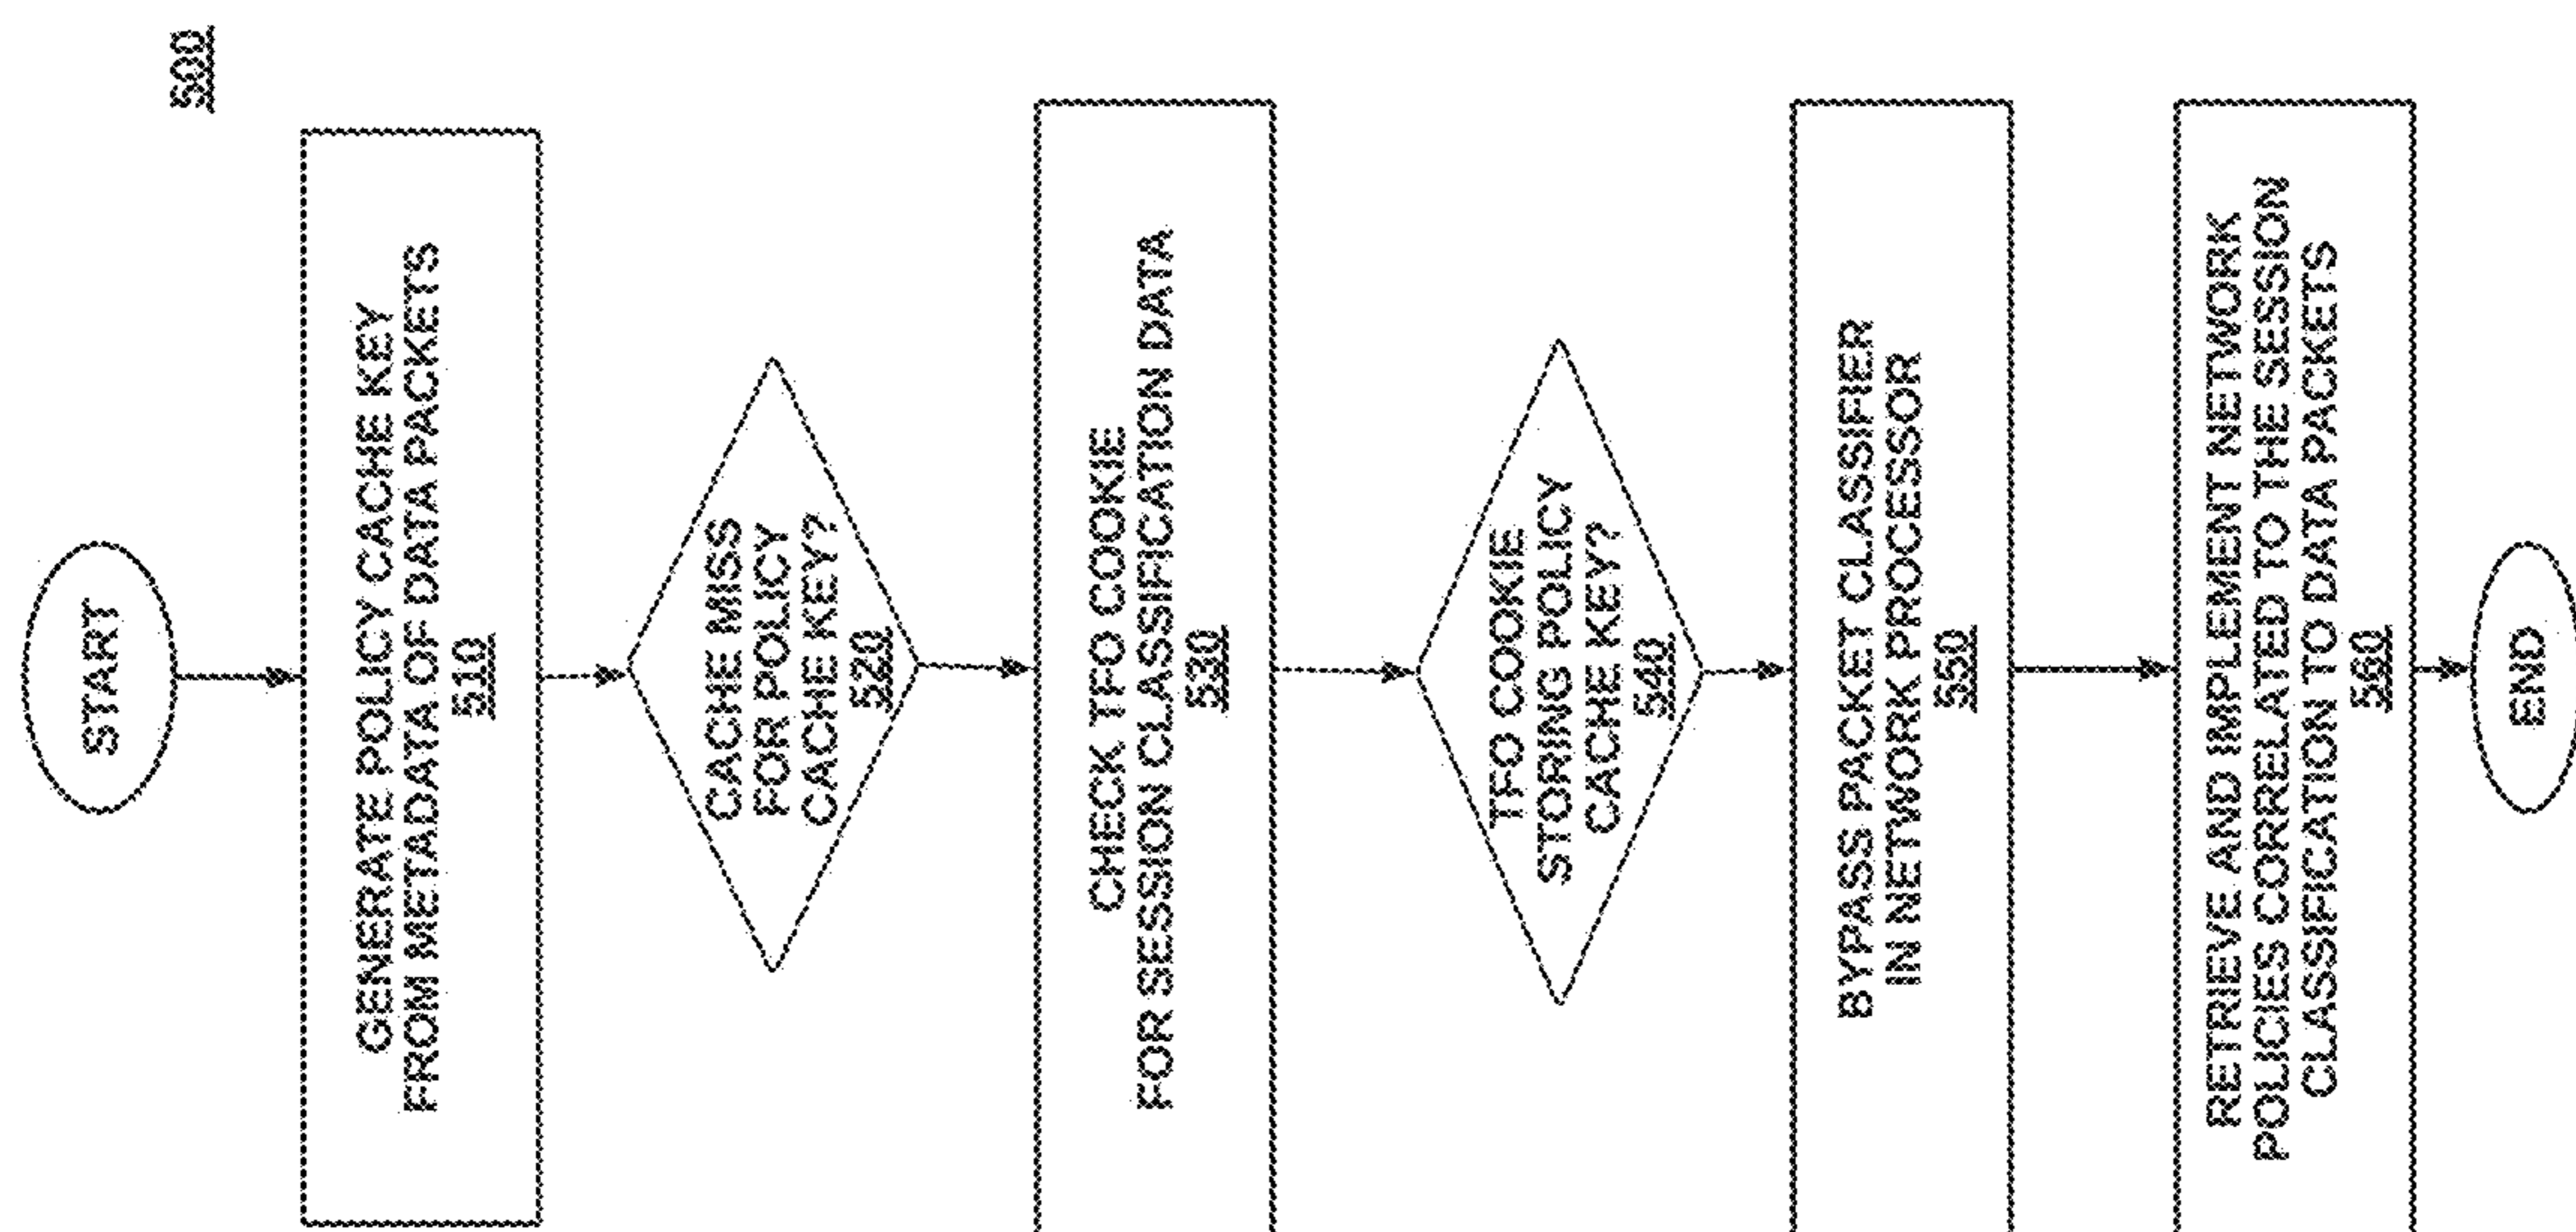 500
START
GENERATE POLICY CACHE KEY
FROM METADATA OF DATA PACKETS
510
CACHE MISS
FOR POLICY
CACHE KEY?
520
CHECK TFO COOKIE
FOR SESSION CLASSIFICATION DATA
530
TFO COOKIE
STORING POLICY
CACHE KEY?
540
BYPASS PACKET CLASSIFIER
IN NETWORK PROCESSOR
550
RETRIEVE AND IMPLEMENT NETWORK
POLICIES CORRELATED TO THE SESSION
CLASSIFICATION TO DATA PACKETS
560
END